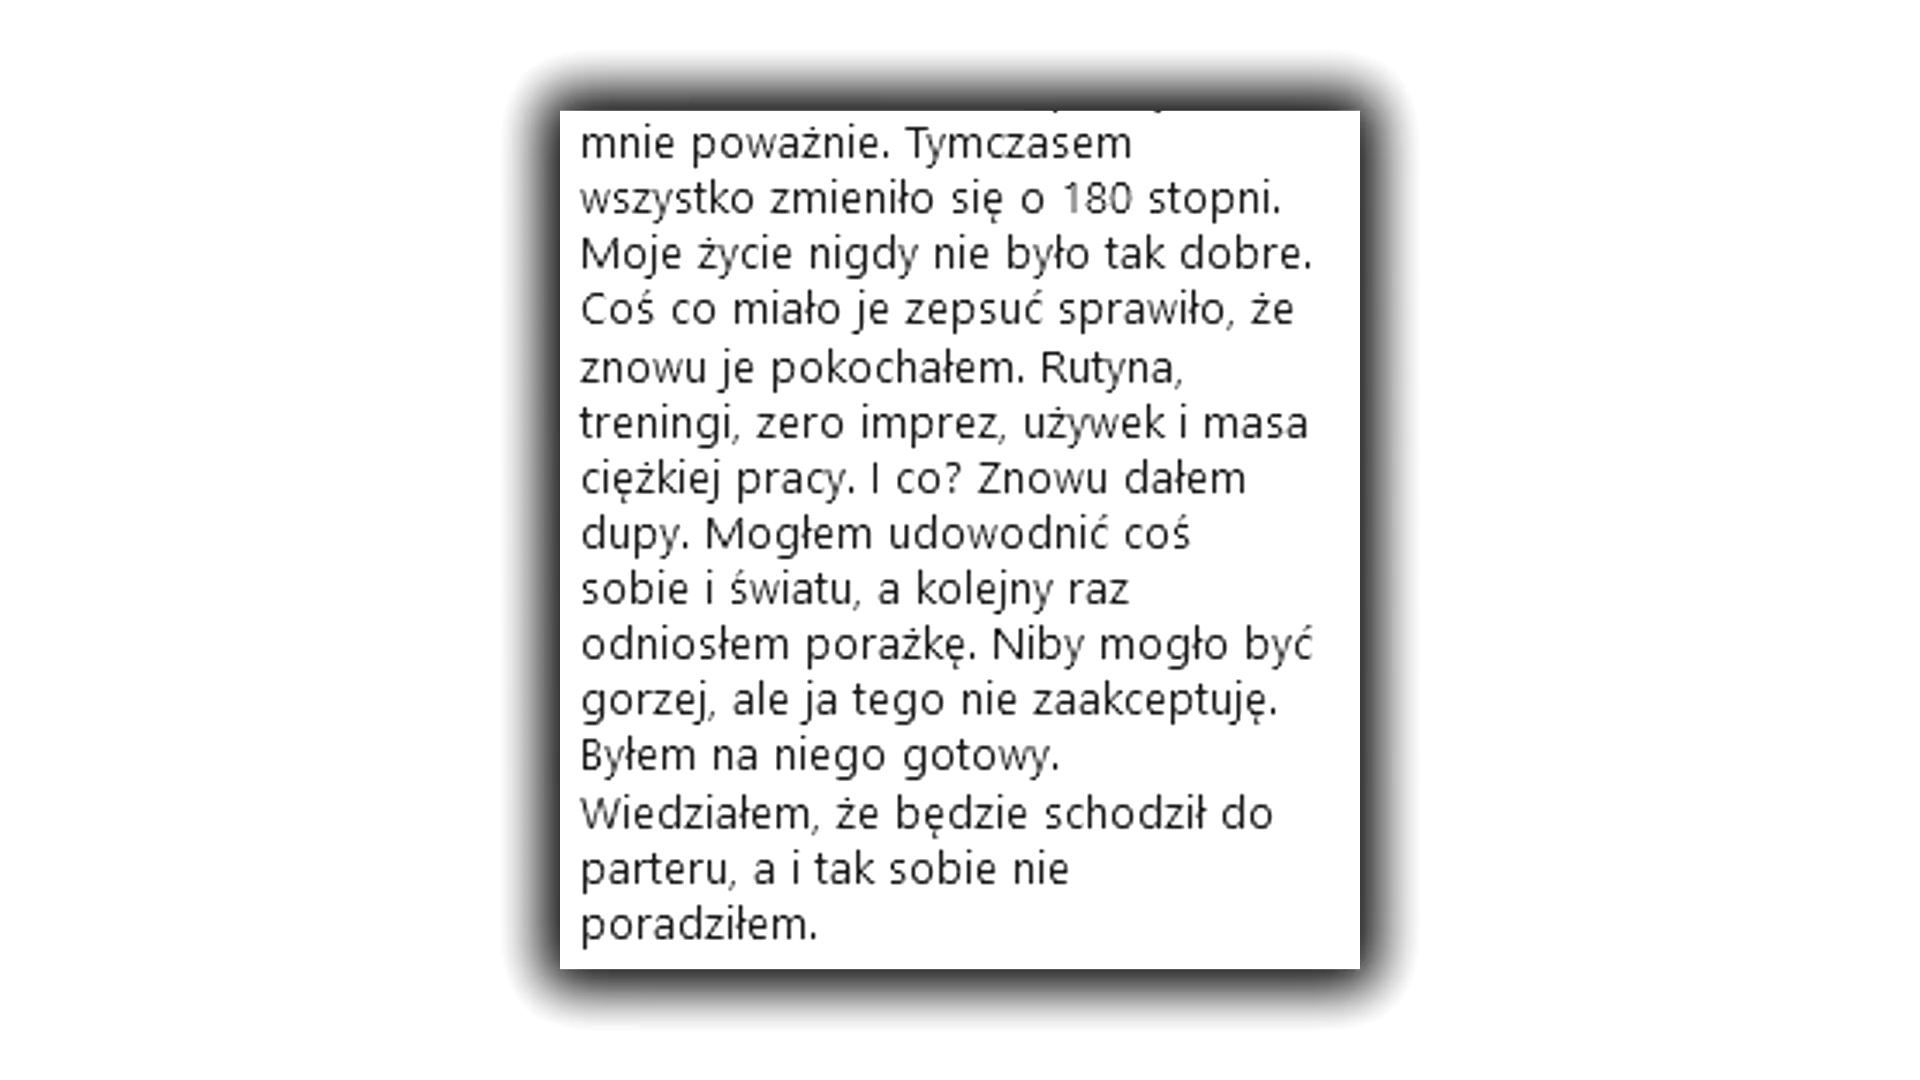 mnie poważnie. Tymczasem
wszystko zmieniło się o 180 stopni.
Moje życie nigdy nie było tak dobre.
Coś co miało je zepsuć sprawiło, że
znowu je pokochałem. Rutyna,
treningi, zero imprez, używek i masa
ciężkiej pracy. I co? Znowu dałem
dupy. Mogłem udowodnić coś
sobie i światu, a kolejny raz
odniosłem porażkę. Niby mogło być
gorzej, ale ja tego nie zaakceptuję.
Byłem na niego gotowy.
Wiedziałem, że będzie schodził do
parteru, a i tak sobie nie
poradziłem.